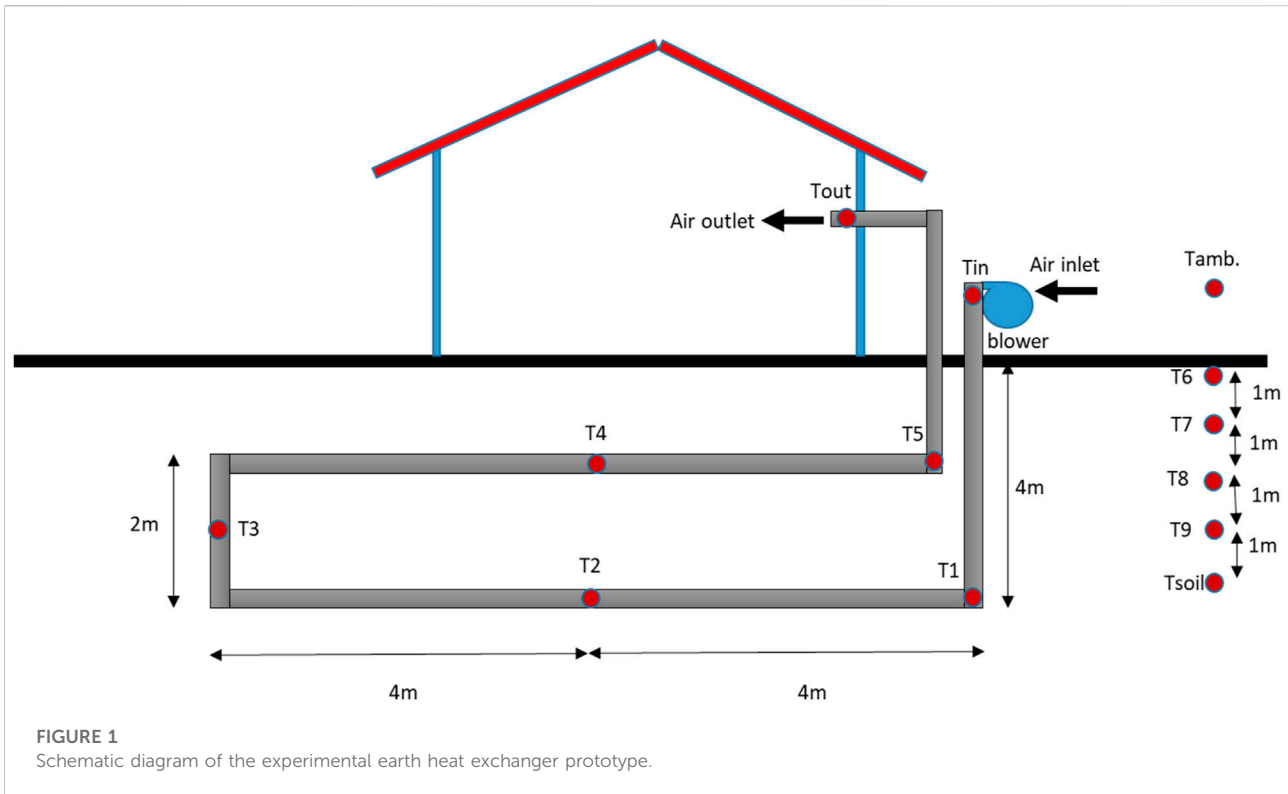 Tout
Air outlet
Tin
Air inlet
Tamb.
blower
T6
1m
T7
1m
T4
T5
T8
4m
1m
2m
T3
T9
1m
T2
T1
Tsoil
4m
4m
FIGURE 1
Schematic diagram of the experimental earth heat exchanger prototype.